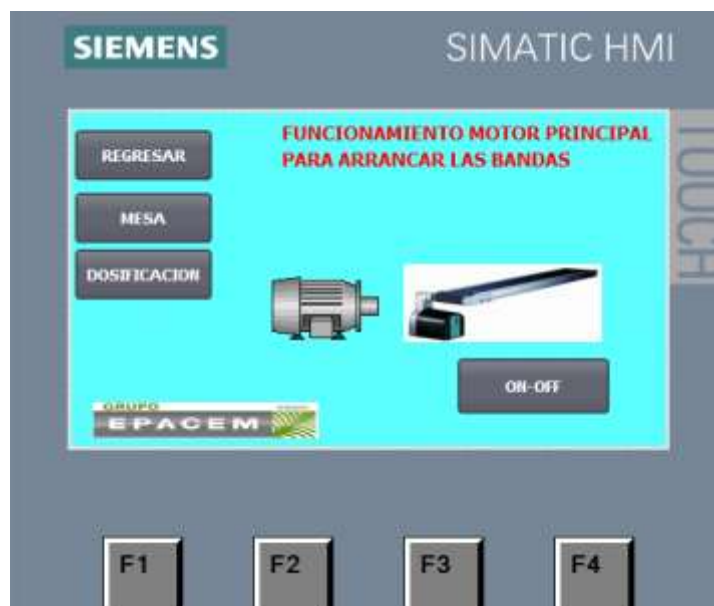 SIEMENS
SIMATIC HMI
TOUCH
FUNCIONAMIENTO MOTOR PRINCIPAL
PARA ARRANCAR LAS BANDAS
REGRESAR
MESA
DOSIFICACION
ON-OFF
GRUPO
EPACEM
F1
F2
F3
F4